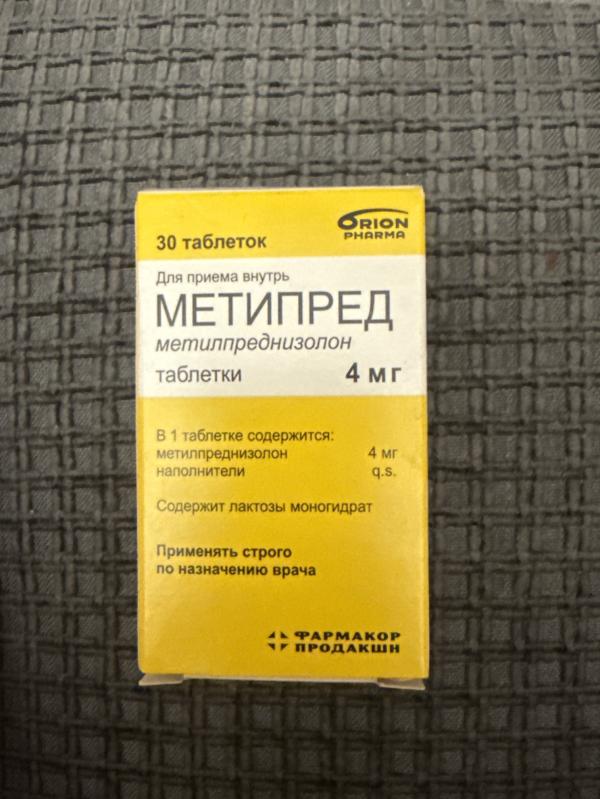 30 таблеток
ORION
PHARMA
Для приема внутрь
МЕТИПРЕД
метилпреднизолон
таблетки 4 мг
В 1 таблетке содержится:
метилпреднизолон 4 мг
наполнители q.s.
Содержит лактозы моногидрат
Применять строго
по назначению врача
ФАРМАКОР
ПРОДАКШН